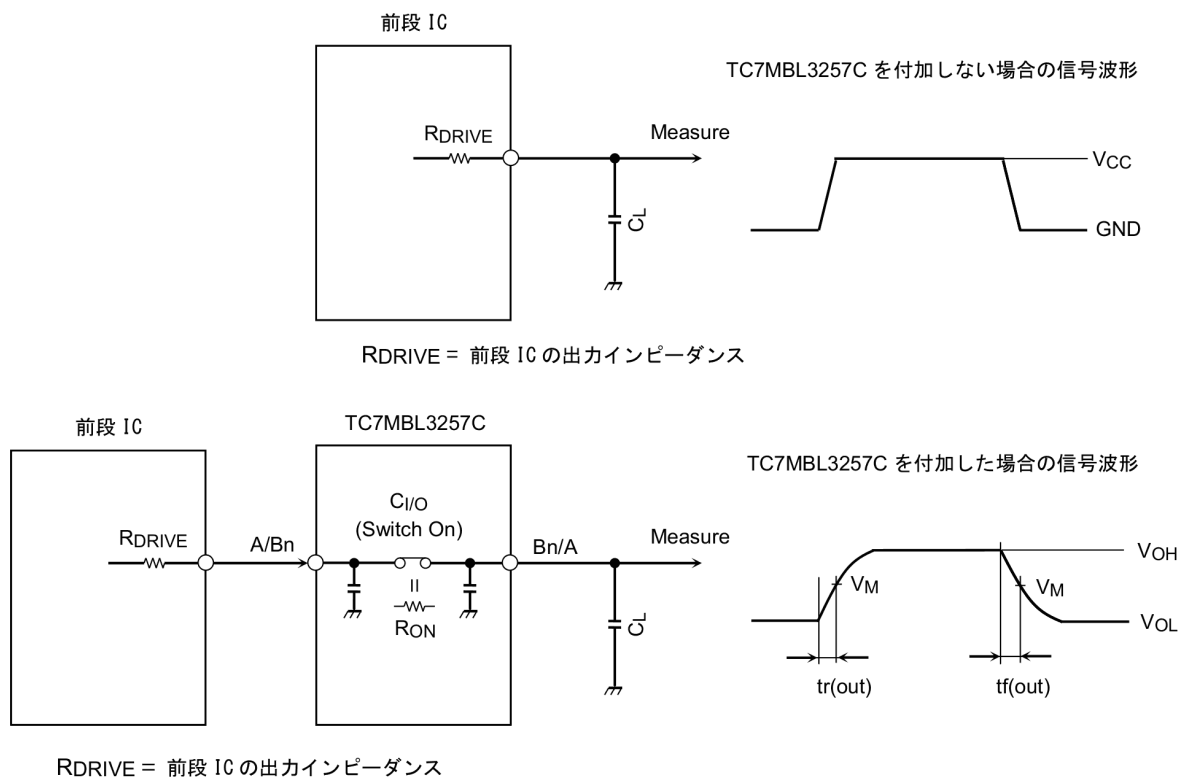 前段 IC
TC7MBL3257C を付加しない場合の信号波形
RDRIVE
Measure
VCC
CL
GND
RDRIVE = 前段 IC の出力インピーダンス
前段 IC
TC7MBL3257C
TC7MBL3257C を付加した場合の信号波形
CI/O
(Switch On)
RDRIVE
A/Bn
Bn/A
Measure
VOH
VM
VM
RON
CL
VOL
tr(out)
tf(out)
RDRIVE = 前段 IC の出力インピーダンス